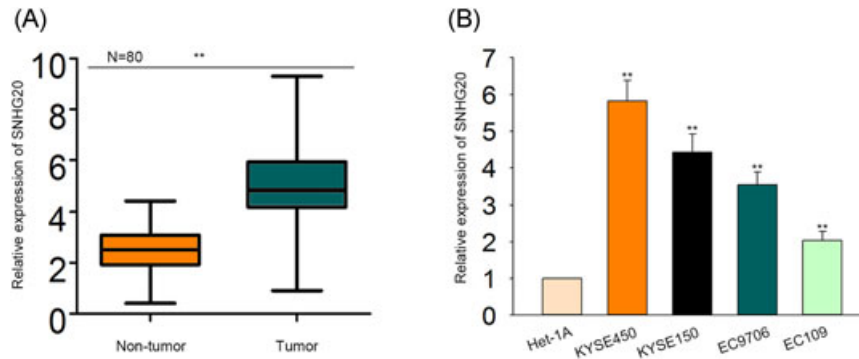 (A)
N=80 **
Relative expression of SNHG20
10
8
6
4
2
0
Non-tumor Tumor
(B)
Relative expression of SNHG20
7
6
5
4
3
2
1
0
**
**
**
**
Het-1A KYSE450 KYSE150 EC9706 EC109